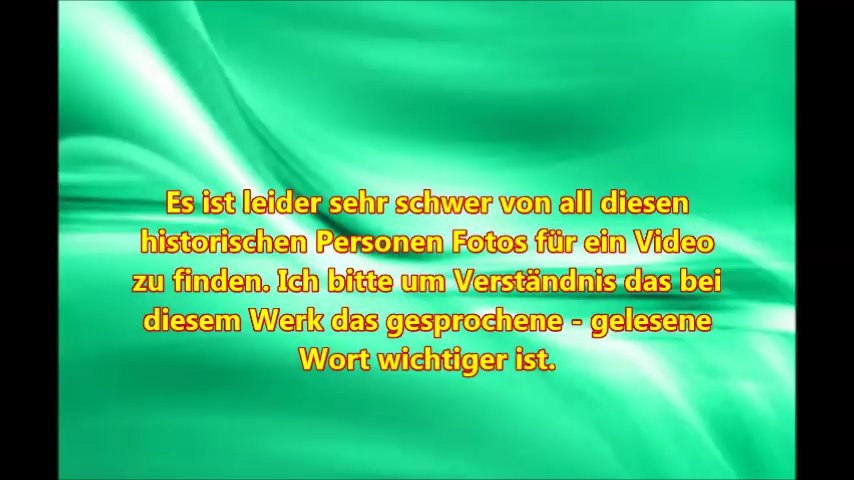 Es ist leider sehr schwer von all diesen
historischen Personen Fotos für ein Video
zu finden. Ich bitte um Verständnis das bei
diesem Werk das gesprochene - gelesene
Wort wichtiger ist.